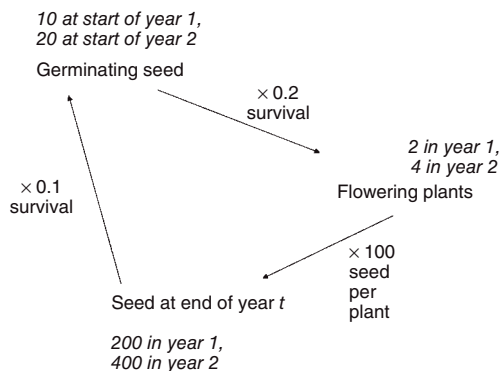 10 at start of year 1,
20 at start of year 2
Germinating seed
× 0.2
survival
2 in year 1,
4 in year 2
Flowering plants
× 0.1
survival
× 100
seed
per
plant
Seed at end of year t
200 in year 1,
400 in year 2